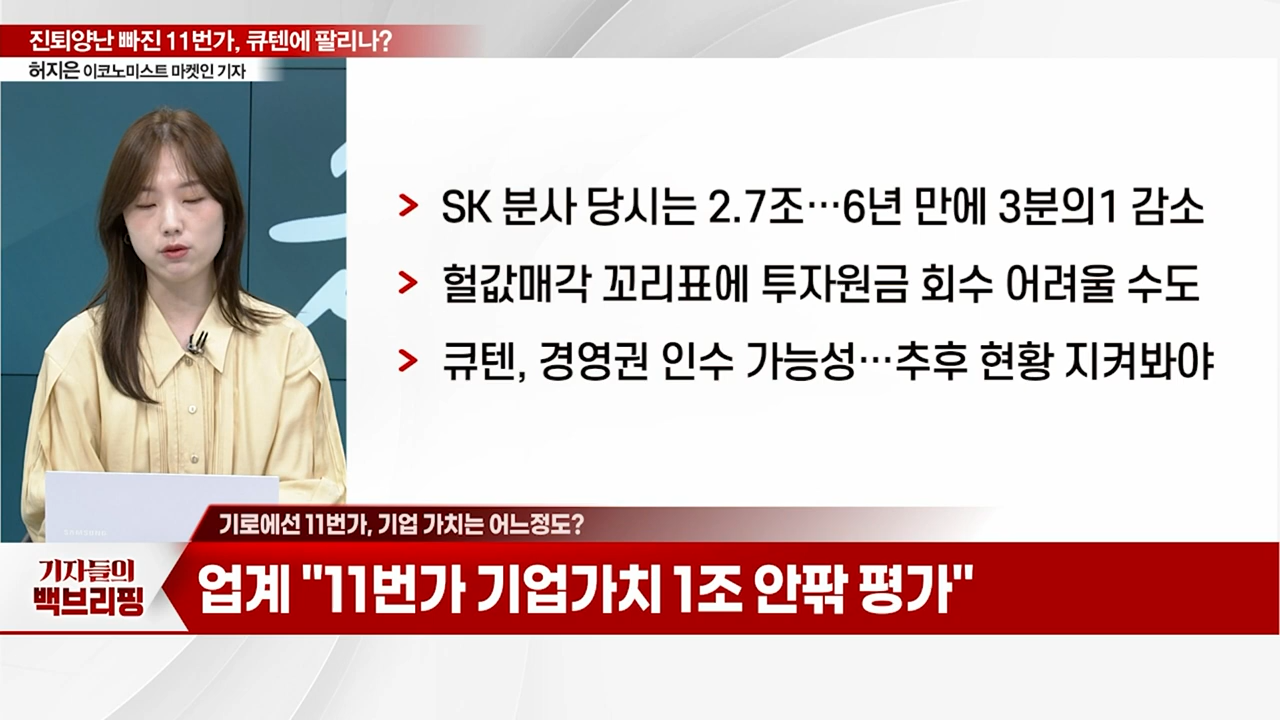 진퇴양난 빠진 11번가, 큐텐에 팔리나?
허지은 이코노미스트 마켓인 기자
SK 분사 당시는 2.7조…6년 만에 3분의1 감소
헐값매각 꼬리표에 투자원금 회수 어려울 수도
큐텐, 경영권 인수 가능성…추후 현황 지켜봐야
SAMSUNG
기로에선 11번가, 기업 가치는 어느정도?
기자들의
백브리핑
업계 "11번가 기업가치 1조 안팎 평가"